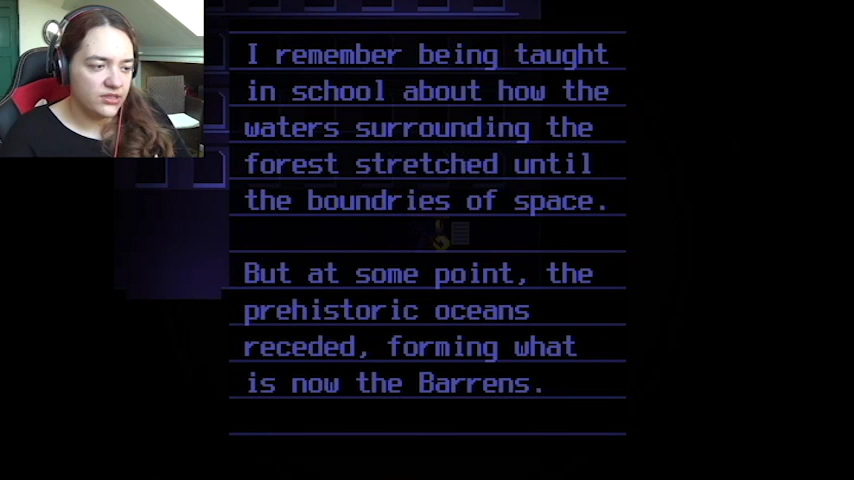 I remember being taught
in school about how the
waters surrounding the
forest stretched until
the boundries of space.
But at some point, the
prehistoric oceans
receded, forming what
is now the Barrens.